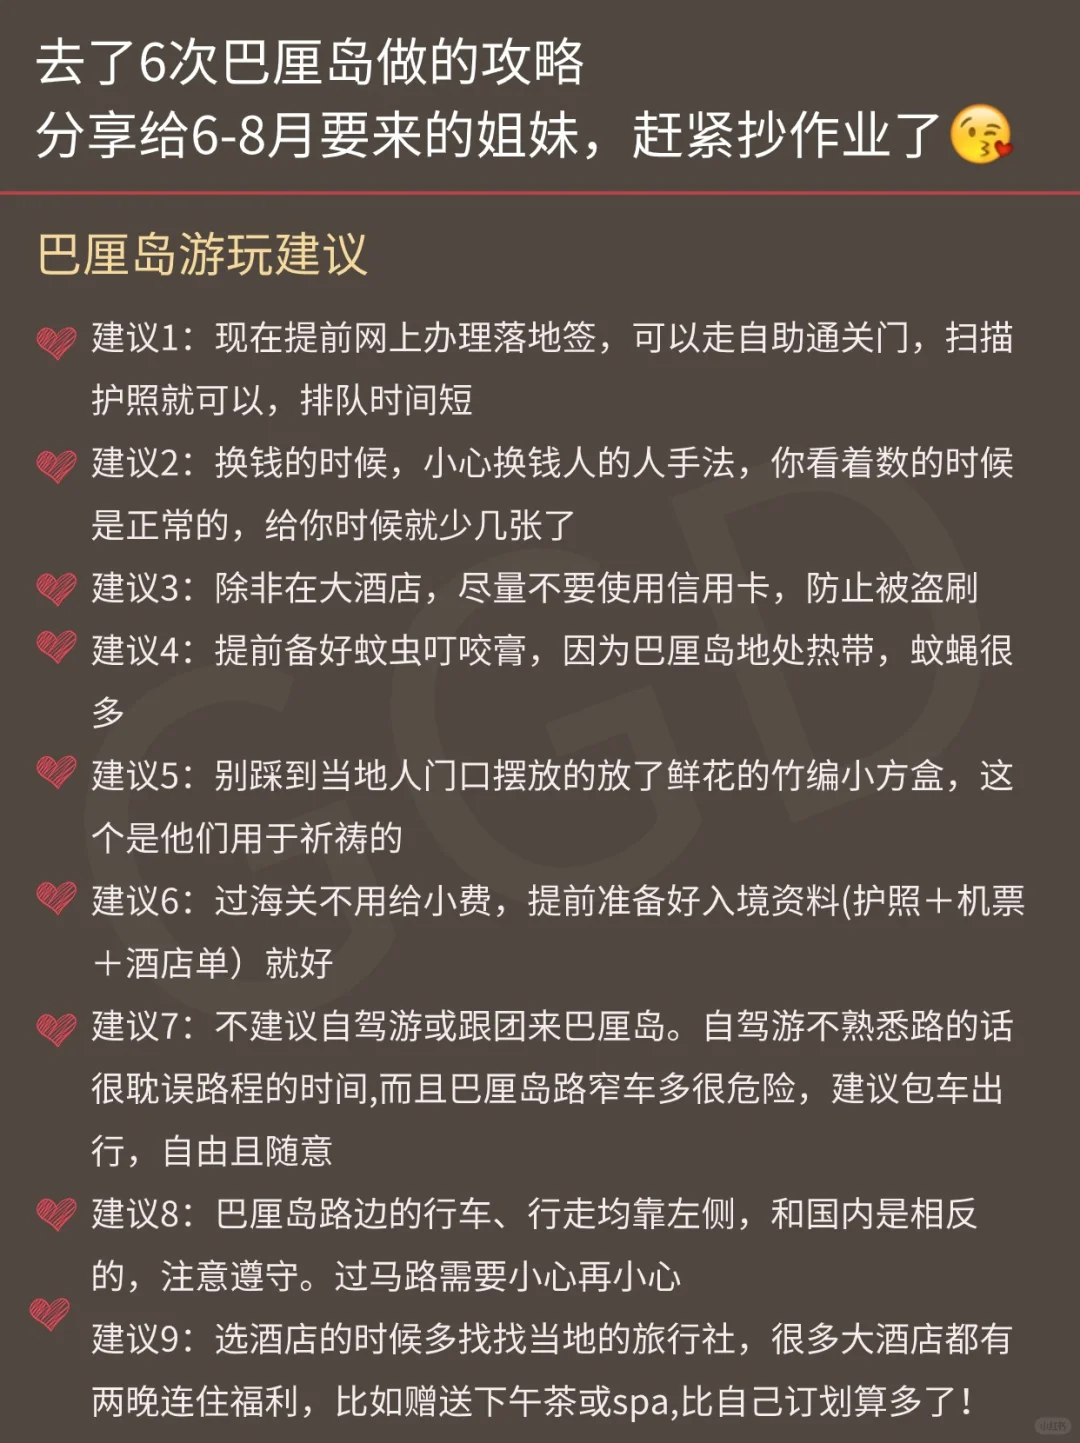 去了6次巴厘岛做的攻略
分享给6-8月要来的姐妹，赶紧抄作业了😘
巴厘岛游玩建议
建议1：现在提前网上办理落地签，可以走自助通关门，扫描
护照就可以，排队时间短
建议2：换钱的时候，小心换钱人的人手法，你看着数的时候
是正常的，给你时候就少几张了
建议3：除非在大酒店，尽量不要使用信用卡，防止被盗刷
建议4：提前备好蚊虫叮咬膏，因为巴厘岛地处热带，蚊蝇很
多
建议5：别踩到当地人门口摆放的放了鲜花的竹编小方盒，这
个是他们用于祈祷的
建议6：过海关不用给小费，提前准备好入境资料(护照＋机票
＋酒店单）就好
建议7：不建议自驾游或跟团来巴厘岛。自驾游不熟悉路的话
很耽误路程的时间,而且巴厘岛路窄车多很危险，建议包车出
行，自由且随意
建议8：巴厘岛路边的行车、行走均靠左侧，和国内是相反
的，注意遵守。过马路需要小心再小心
建议9：选酒店的时候多找找当地的旅行社，很多大酒店都有
两晚连住福利，比如赠送下午茶或spa,比自己订划算多了！
GGD
小红书